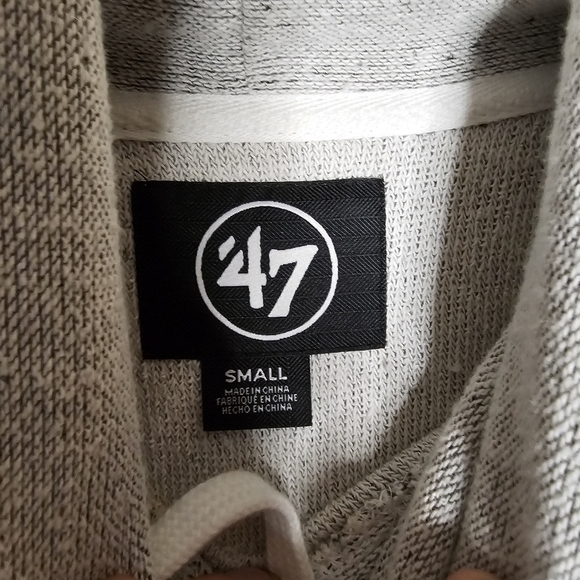 '47
SMALL
MADE IN CHINA
FABRIQUÉ EN CHINE
HECHO EN CHINA